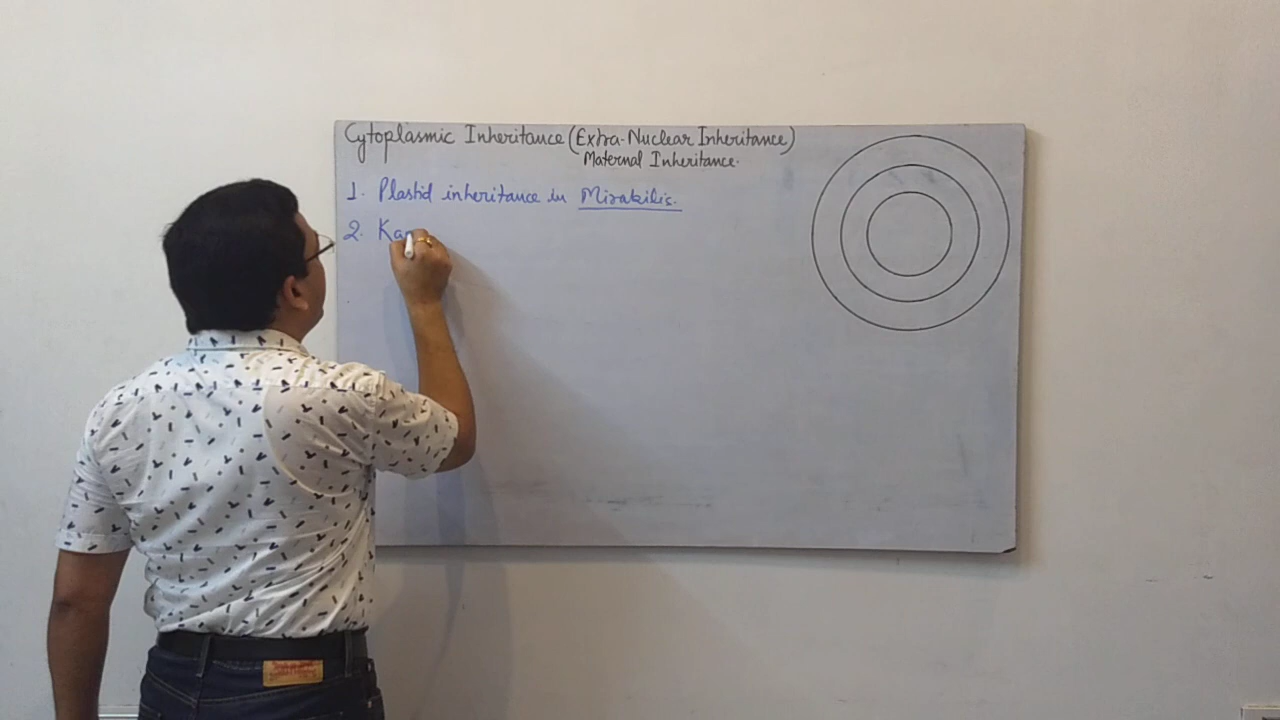 Cytoplasmic Inheritance (Extra-Nuclear Inheritance)
Maternal Inheritance.
1. Plastid inheritance in Mirabilis.
2. Ka